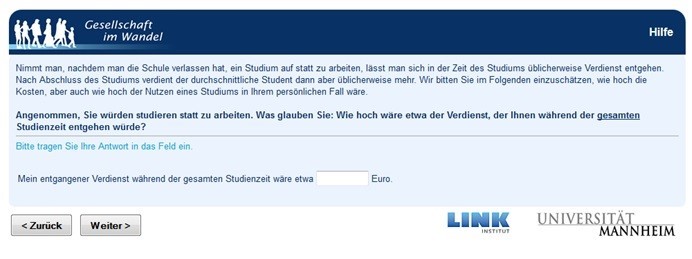 Gesellschaft
im Wandel
Hilfe
Nimmt man, nachdem man die Schule verlassen hat, ein Studium auf statt zu arbeiten, lässt man sich in der Zeit des Studiums üblicherweise Verdienst entgehen.
Nach Abschluss des Studiums verdient der durchschnittliche Student dann aber üblicherweise mehr. Wir bitten Sie im Folgenden einzuschätzen, wie hoch die
Kosten, aber auch wie hoch der Nutzen eines Studiums in Ihrem persönlichen Fall wäre.
Angenommen, Sie würden studieren statt zu arbeiten. Was glauben Sie: Wie hoch wäre etwa der Verdienst, der Ihnen während der gesamten
Studienzeit entgehen würde?
Bitte tragen Sie Ihre Antwort in das Feld ein.
Mein entgangener Verdienst während der gesamten Studienzeit wäre etwa Euro.
< Zurück Weiter >
LINK
INSTITUT
UNIVERSITÄT
MANNHEIM